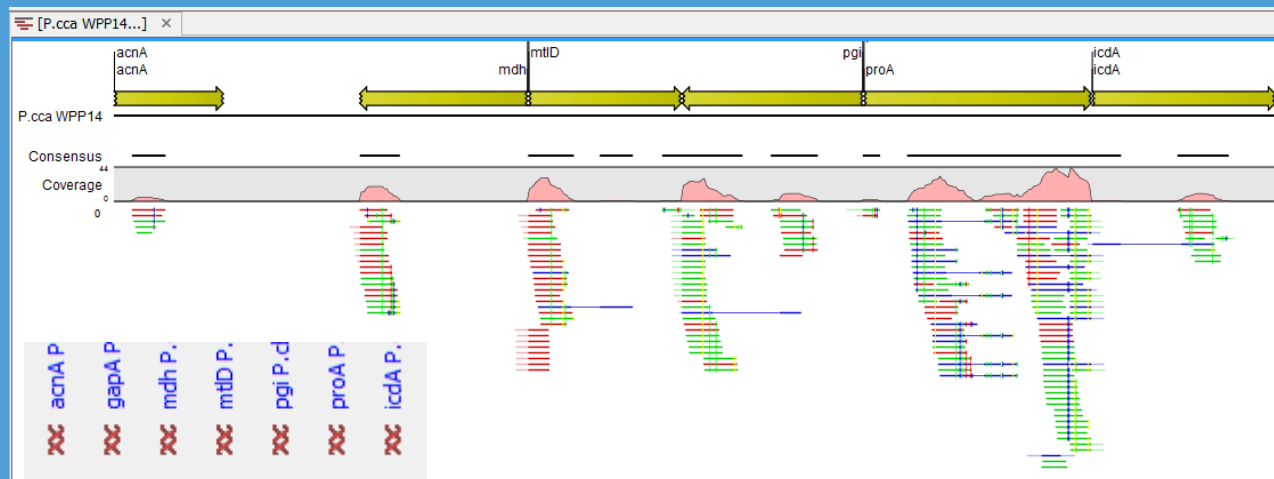 [P.cca WPP14...] ×
acnA mtlD pgi icdA
acnA mdh proA icdA
P.cca WPP14
Consensus
44
Coverage
0
0
acnA P
gapA P
mdh P.
mtlD P.
pgi P.cl
proA P
icdA P.